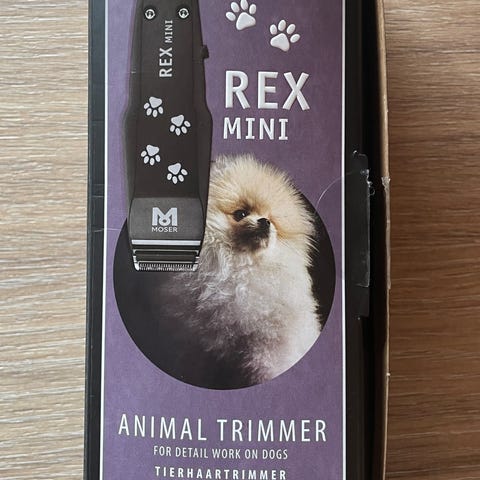 REX MINI
MOSER
REX
MINI
ANIMAL TRIMMER
FOR DETAIL WORK ON DOGS
TIERHAARTRIMMER